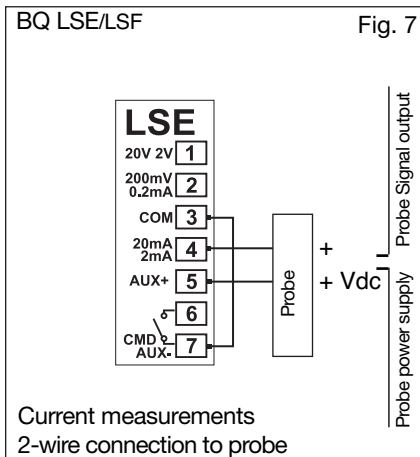 BQ LSE/LSF
Fig. 7
LSE
20V 2V 1
200mV
0.2mA 2
COM 3
20mA
2mA 4
AUX+ 5
6
CMD
AUX- 7
Probe
+
+ Vdc
Probe Signal output
Probe power supply
Current measurements
2-wire connection to probe